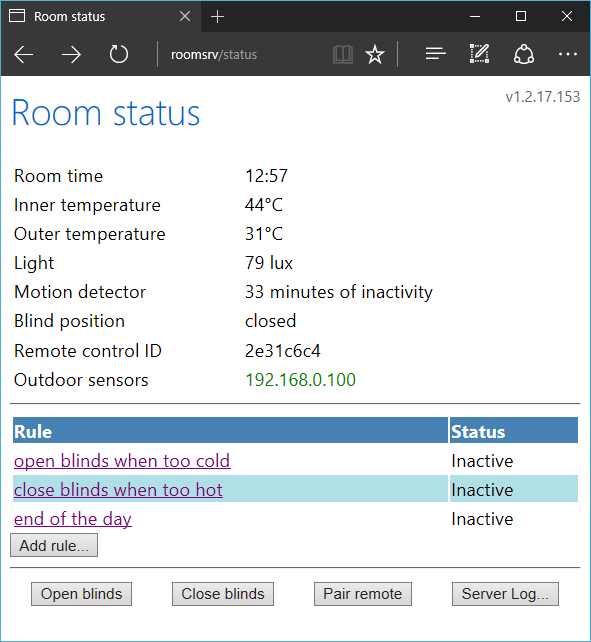 Room status
roomsrv/status
v1.2.17.153
Room status
Room time 12:57
Inner temperature 44°C
Outer temperature 31°C
Light 79 lux
Motion detector 33 minutes of inactivity
Blind position closed
Remote control ID 2e31c6c4
Outdoor sensors 192.168.0.100
Rule Status
open blinds when too cold Inactive
close blinds when too hot Inactive
end of the day Inactive
Add rule...
Open blinds Close blinds Pair remote Server Log...